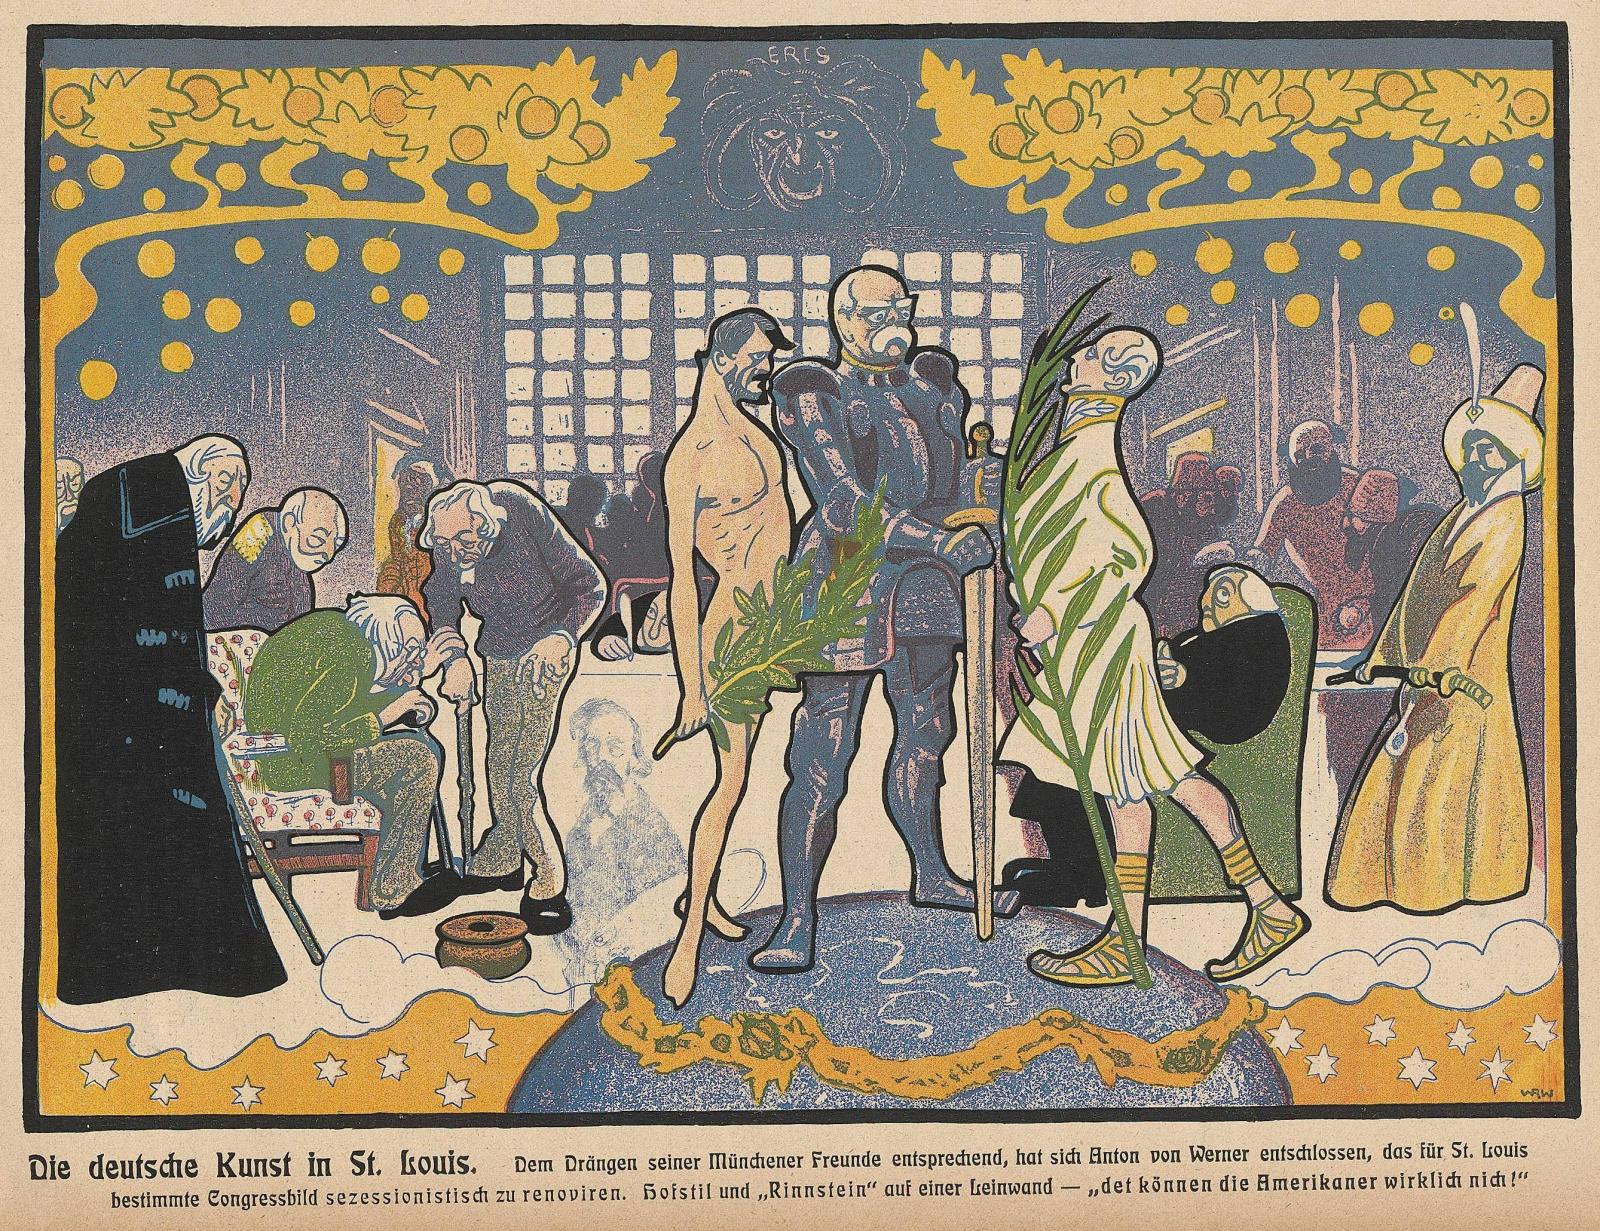 ERIS
WAW
Die deutsche Kunst in St. Louis. Dem Drängen seiner Münchener Freunde entsprechend, hat sich Anton von Werner entschlossen, das für St. Louis
bestimmte Congressbild sezessionistisch zu renoviren. Hofstil und „Rinnstein“ auf einer Leinwand — „det können die Amerikaner wirklich nich!“